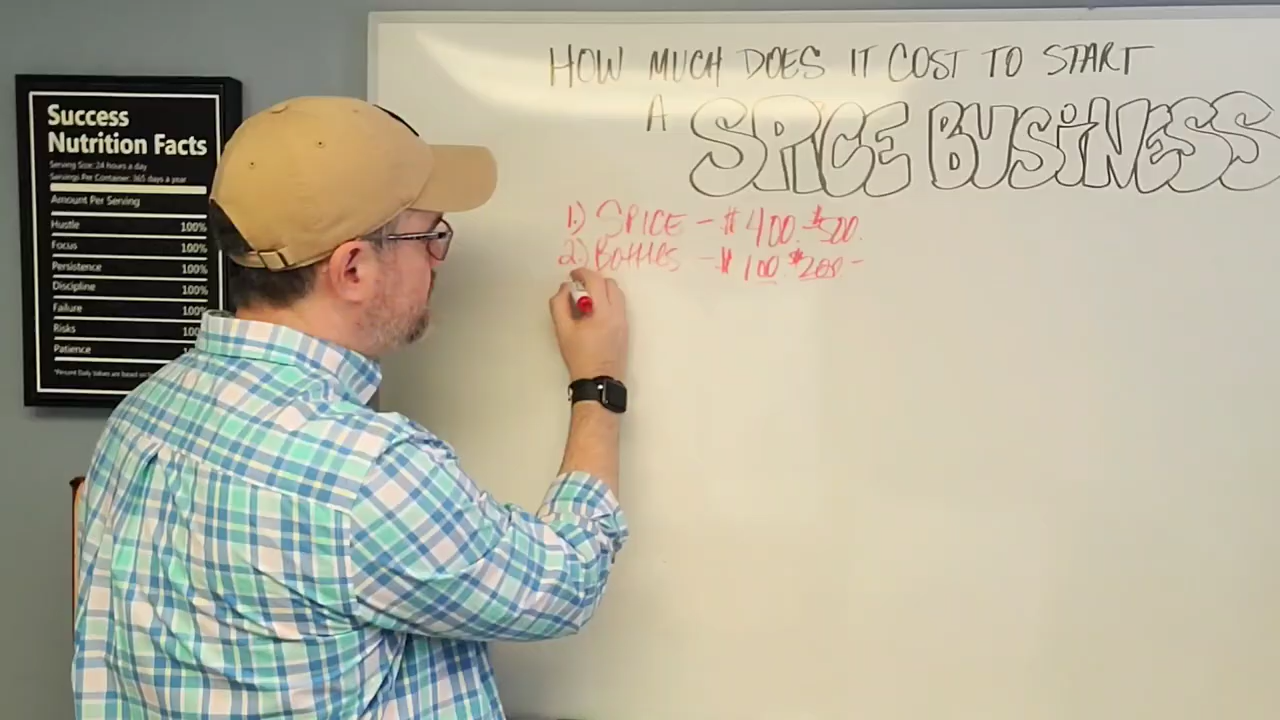 Success
Nutrition Facts
Serving Size: 24 hours a day
Servings Per Container: 365 days a year
Amount Per Serving
Hustle 100%
Focus 100%
Persistence 100%
Discipline 100%
Failure 100%
Risks 100
Patience
HOW MUCH DOES IT COST TO START
A SPICE BUSINESS
1.) SPICE - $400. $500.
2.) BOTTLES - $100. $200-